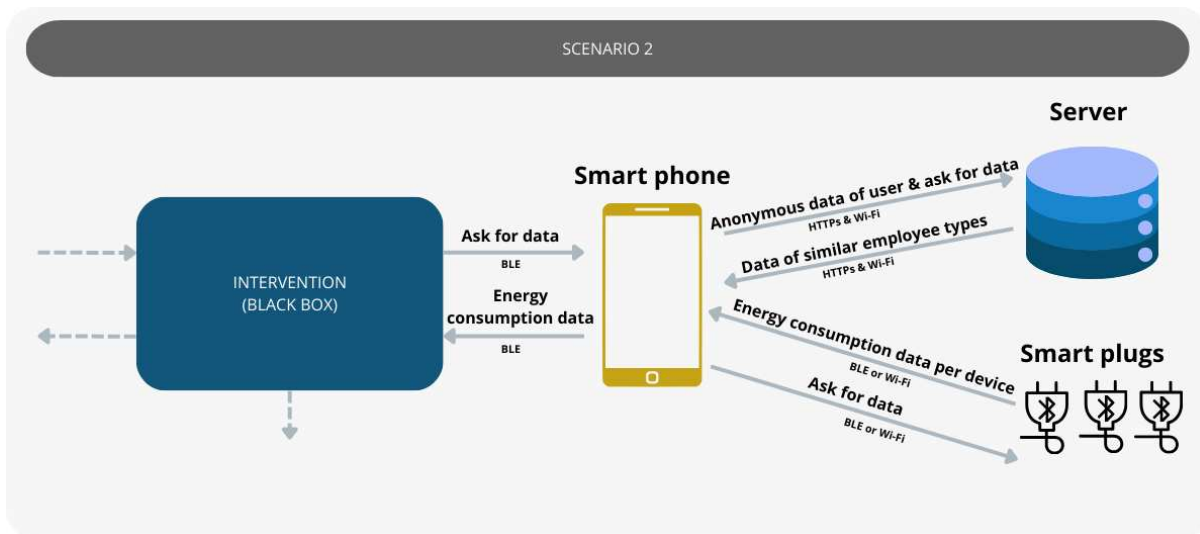 SCENARIO 2
Server
Smart phone
Anonymous data of user & ask for data
HTTPs & Wi-Fi
Data of similar employee types
HTTPs & Wi-Fi
Ask for data
BLE
INTERVENTION
(BLACK BOX)
Energy
consumption data
BLE
Energy consumption data per device
BLE or Wi-Fi
Smart plugs
Ask for data
BLE or Wi-Fi